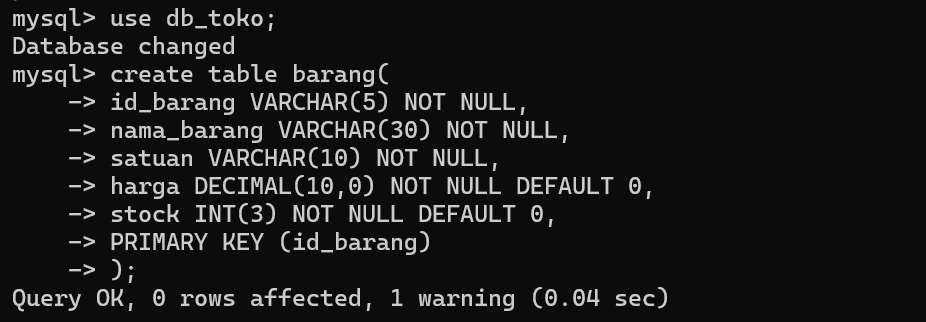 mysql> use db_toko;
Database changed
mysql> create table barang(
    -> id_barang VARCHAR(5) NOT NULL,
    -> nama_barang VARCHAR(30) NOT NULL,
    -> satuan VARCHAR(10) NOT NULL,
    -> harga DECIMAL(10,0) NOT NULL DEFAULT 0,
    -> stock INT(3) NOT NULL DEFAULT 0,
    -> PRIMARY KEY (id_barang)
    -> );
Query OK, 0 rows affected, 1 warning (0.04 sec)